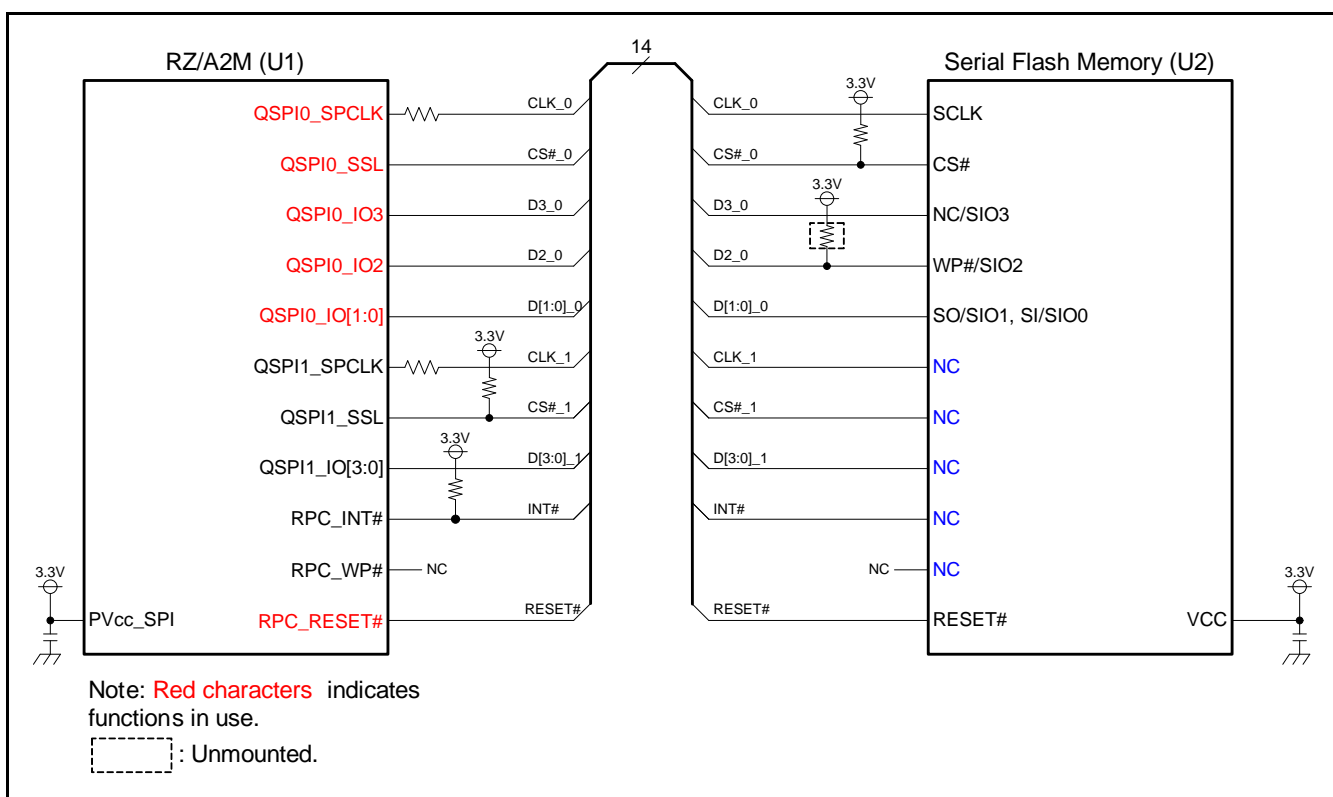 14
RZ/A2M (U1)
Serial Flash Memory (U2)
3.3V
QSPI0_SPCLK
CLK_0
CLK_0
SCLK
QSPI0_SSL
CS#_0
CS#_0
CS#
3.3V
QSPI0_IO3
D3_0
D3_0
NC/SIO3
QSPI0_IO2
D2_0
D2_0
WP#/SIO2
QSPI0_IO[1:0]
D[1:0]_0
D[1:0]_0
SO/SIO1, SI/SIO0
3.3V
QSPI1_SPCLK
CLK_1
CLK_1
NC
QSPI1_SSL
CS#_1
CS#_1
NC
3.3V
QSPI1_IO[3:0]
D[3:0]_1
D[3:0]_1
NC
RPC_INT#
INT#
INT#
NC
RPC_WP#
NC
NC
NC
3.3V
3.3V
PVcc_SPI
RPC_RESET#
RESET#
RESET#
RESET#
VCC
Note: Red characters indicates
functions in use.
: Unmounted.